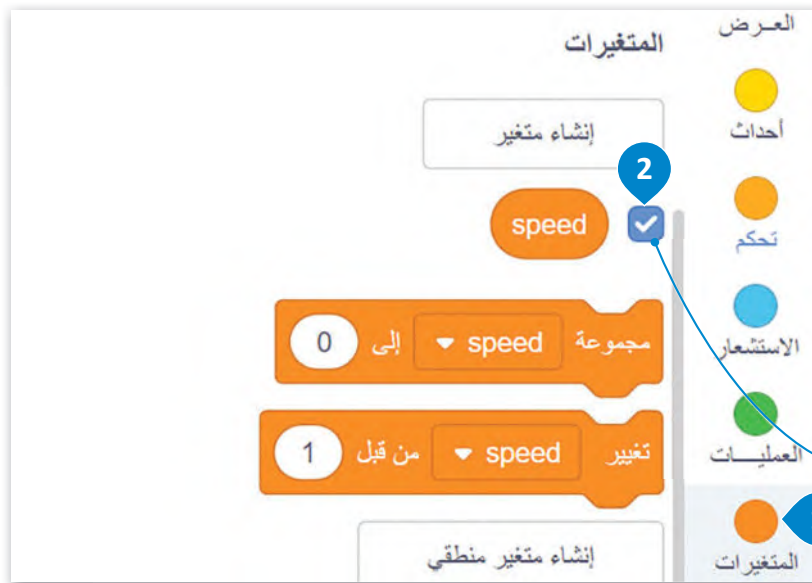 العرض
أحداث
تحكم
الاستشعار
العمليـــات
المتغيرات
المتغيرات
إنشاء متغير
2
speed
مجموعة speed إلى 0
تغيير speed من قبل 1
إنشاء متغير منطقي